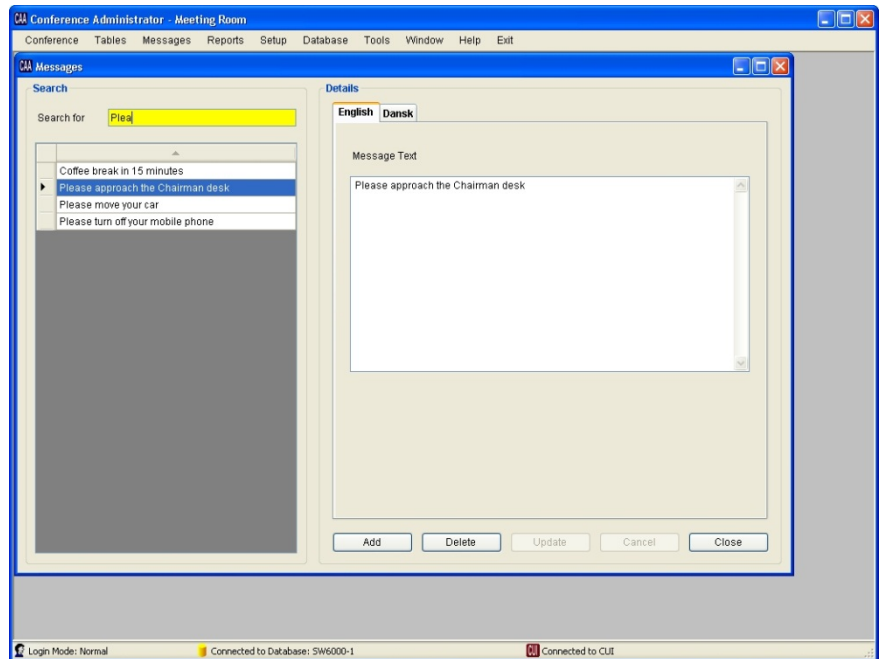 CAA Conference Administrator - Meeting Room
Conference Tables Messages Reports Setup Database Tools Window Help Exit
CAA Messages
Search
Search for Plea
Coffee break in 15 minutes
Please approach the Chairman desk
Please move your car
Please turn off your mobile phone
Details
English Dansk
Message Text
Please approach the Chairman desk
Add Delete Update Cancel Close
Login Mode: Normal Connected to Database: SW6000-1 CUI Connected to CUI